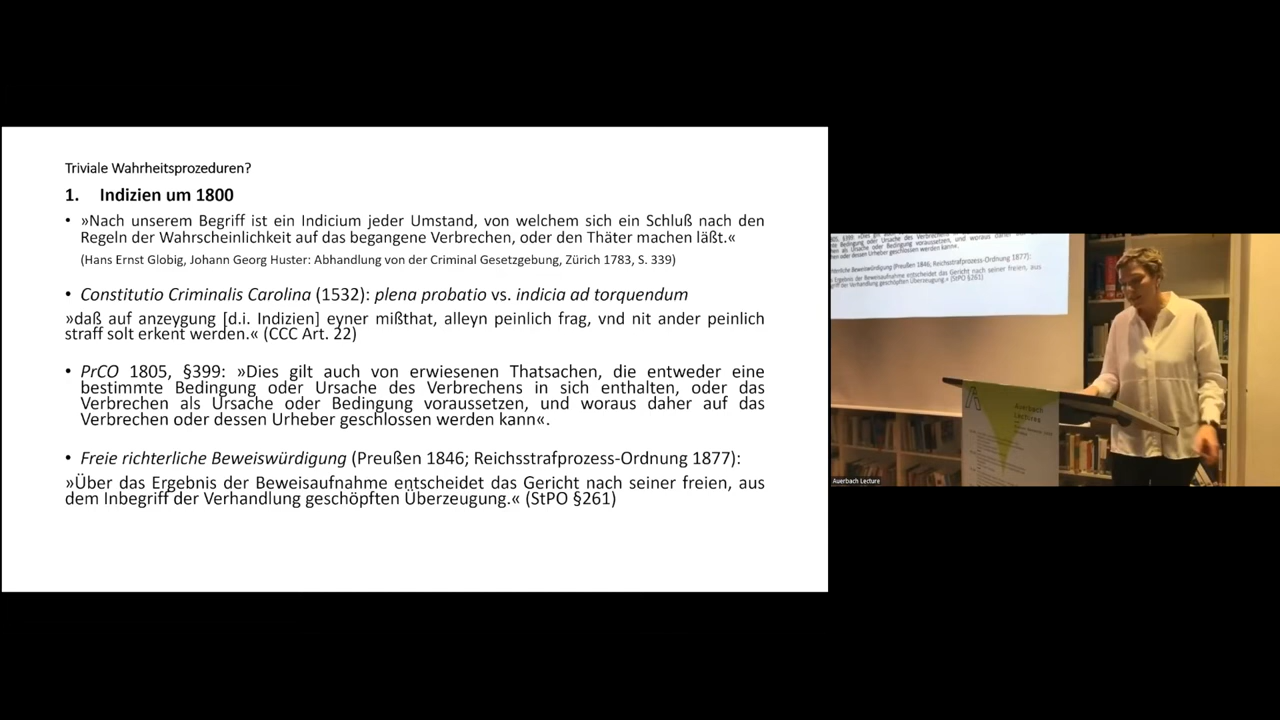 Triviale Wahrheitsprozeduren?
1. Indizien um 1800
• »Nach unserem Begriff ist ein Indicium jeder Umstand, von welchem sich ein Schluß nach den
Regeln der Wahrscheinlichkeit auf das begangene Verbrechen, oder den Thäter machen läßt.«
(Hans Ernst Globig, Johann Georg Huster: Abhandlung von der Criminal Gesetzgebung, Zürich 1783, S. 339)
• Constitutio Criminalis Carolina (1532): plena probatio vs. indicia ad torquendum
»daß auf anzeygung [d.i. Indizien] eyner mißthat, alleyn peinlich frag, vnd nit ander peinlich
straff solt erkent werden.« (CCC Art. 22)
• PrCO 1805, §399: »Dies gilt auch von erwiesenen Thatsachen, die entweder eine
bestimmte Bedingung oder Ursache des Verbrechens in sich enthalten, oder das
Verbrechen als Ursache oder Bedingung voraussetzen, und woraus daher auf das
Verbrechen oder dessen Urheber geschlossen werden kann«.
• Freie richterliche Beweiswürdigung (Preußen 1846; Reichsstrafprozess-Ordnung 1877):
»Über das Ergebnis der Beweisaufnahme entscheidet das Gericht nach seiner freien, aus
dem Inbegriff der Verhandlung geschöpften Überzeugung.« (StPO §261)
Auerbach
Lectures
Auerbach Lecture